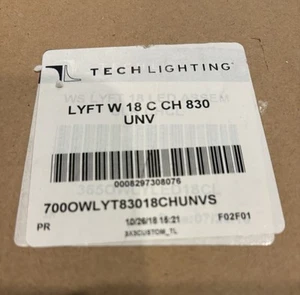 TECH LIGHTING
LYFT W 18 C CH 830
UNV
0008297308076
700OWLYT83018CHUNVS
PR
10/26/18 15:21
F02F01